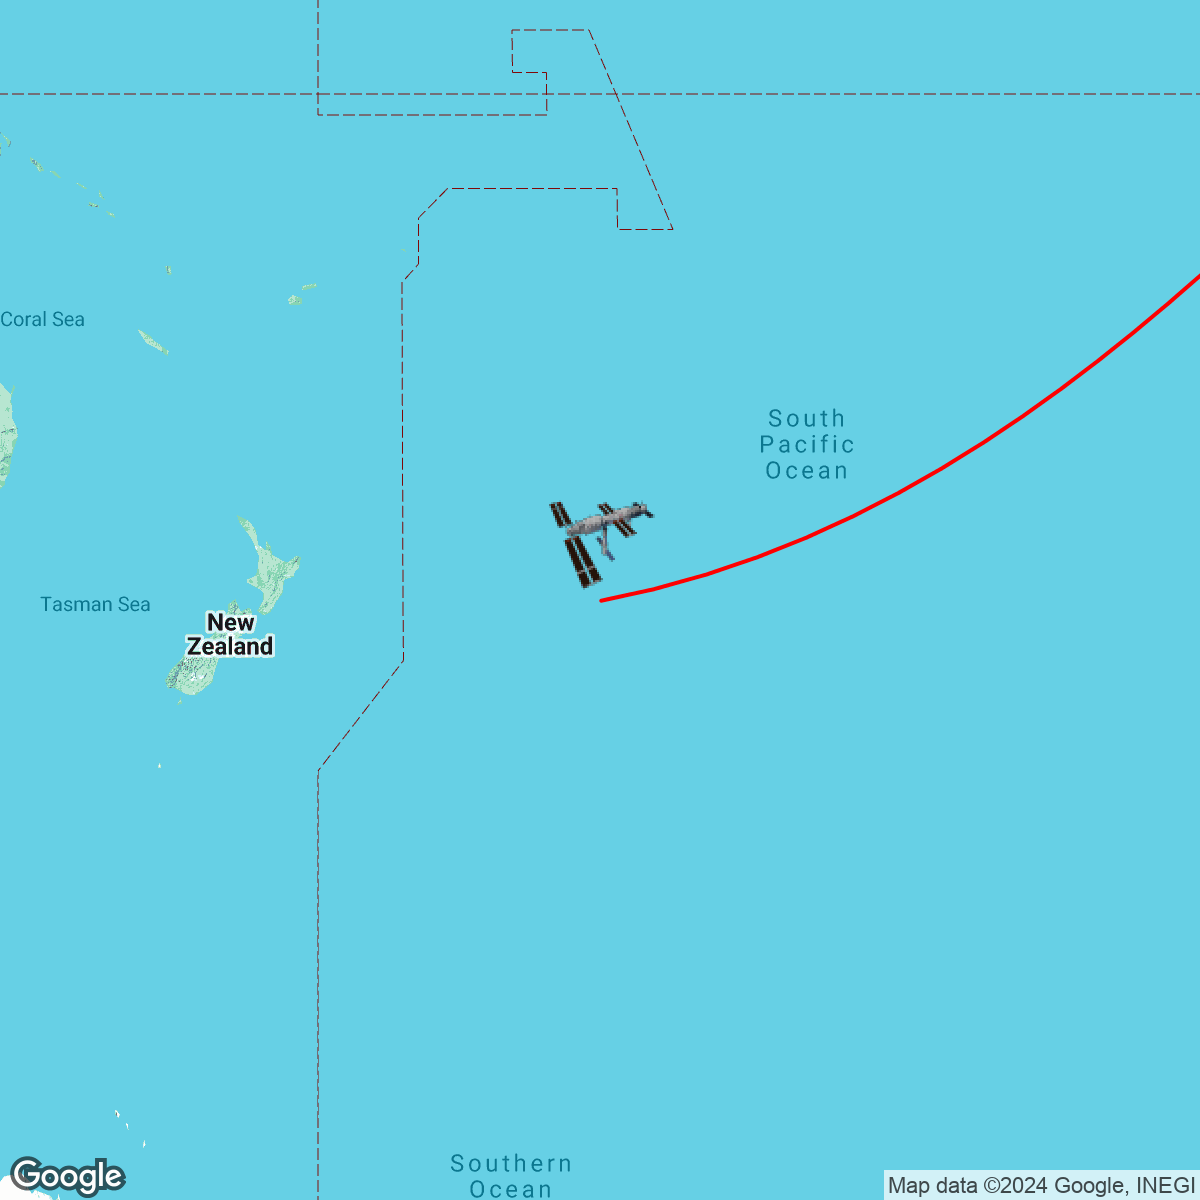 Coral Sea
South
Pacific
Ocean
Tasman Sea
New
Zealand
Southern
Ocean
Google
Map data ©2024 Google, INEGI